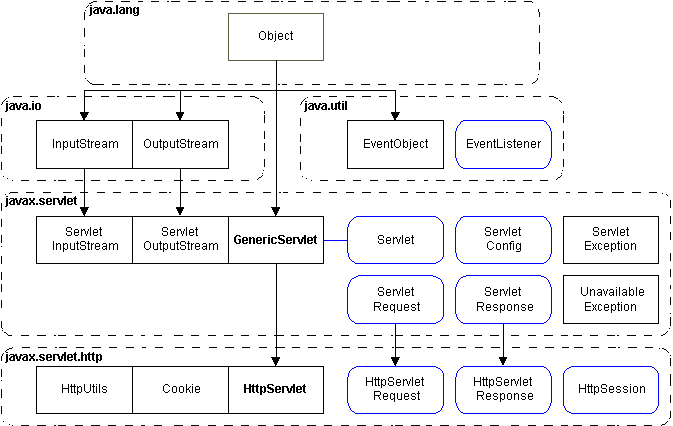 java.lang
Object
java.io
java.util
InputStream
OutputStream
EventObject
EventListener
javax.servlet
Servlet
InputStream
Servlet
OutputStream
GenericServlet
Servlet
Servlet
Config
Servlet
Exception
Servlet
Request
Servlet
Response
Unavailable
Exception
javax.servlet.http
HttpUtils
Cookie
HttpServlet
HttpServlet
Request
HttpServlet
Response
HttpSession